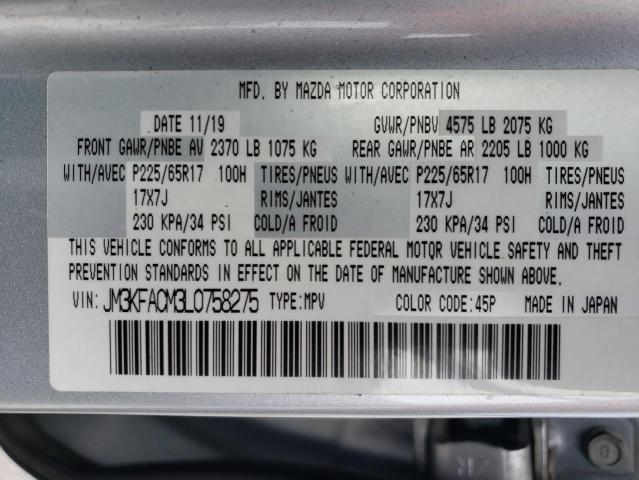 MFD. BY MAZDA MOTOR CORPORATION
DATE 11/19 GVWR/PNBV 4575 LB 2075 KG
FRONT GAWR/PNBE AV 2370 LB 1075 KG REAR GAWR/PNBE AR 2205 LB 1000 KG
WITH/AVEC P225/65R17 100H TIRES/PNEUS WITH/AVEC P225/65R17 100H TIRES/PNEUS
17X7J RIMS/JANTES 17X7J RIMS/JANTES
230 KPA/34 PSI COLD/A FROID 230 KPA/34 PSI COLD/A FROID
THIS VEHICLE CONFORMS TO ALL APPLICABLE FEDERAL MOTOR VEHICLE SAFETY AND THEFT
PREVENTION STANDARDS IN EFFECT ON THE DATE OF MANUFACTURE SHOWN ABOVE.
VIN: JM3KFACM3L0758275 TYPE:MPV COLOR CODE:45P MADE IN JAPAN